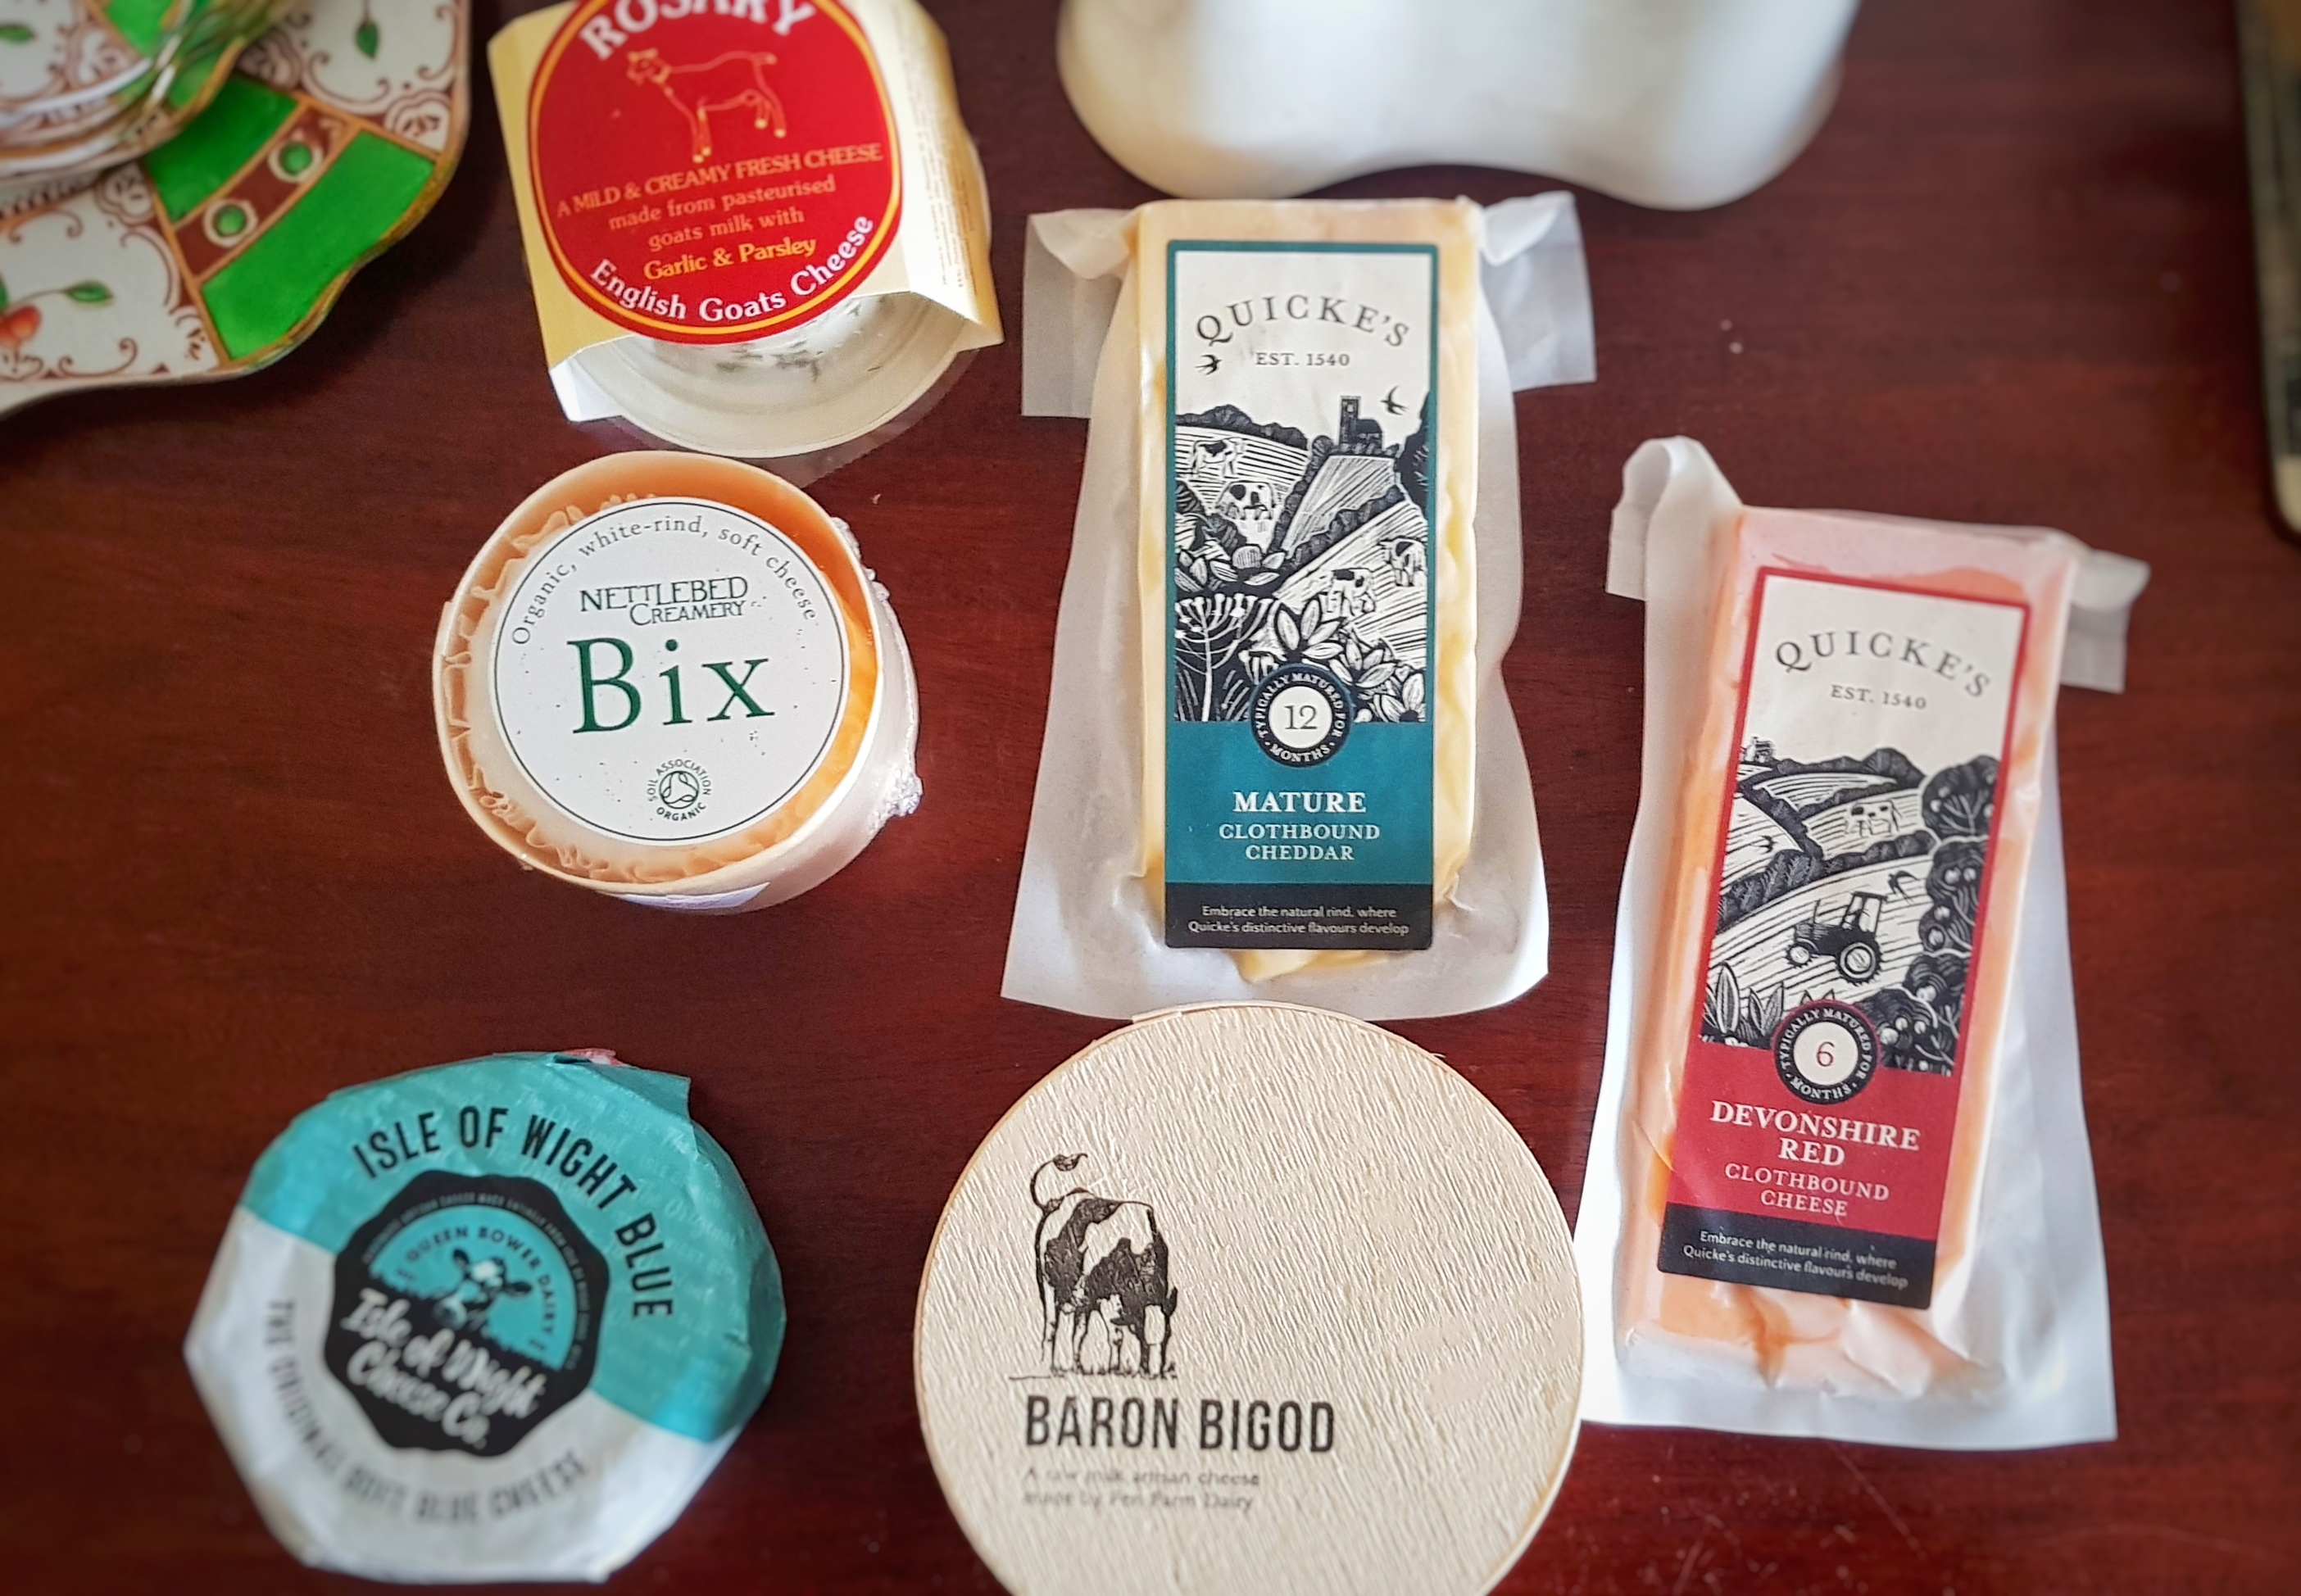 ROSARY
A MILD & CREAMY FRESH CHEESE
made from pasteurised
goats milk with
Garlic & Parsley
English Goats Cheese
QUICKE'S
EST. 1540
TYPICALLY MATURED FOR
12
MONTHS
MATURE
CLOTHBOUND
CHEDDAR
Embrace the natural rind, where
Quicke's distinctive flavours develop
Organic, white-rind, soft cheese
NETTLEBED
CREAMERY
Bix
SOIL ASSOCIATION
ORGANIC
QUICKE'S
EST. 1540
TYPICALLY MATURED FOR
6
MONTHS
DEVONSHIRE
RED
CLOTHBOUND
CHEESE
Embrace the natural rind, where
Quicke's distinctive flavours develop
ISLE OF WIGHT BLUE
QUEEN BOWER DAIRY
Isle of Wight
Cheese Co.
THE ORIGINAL SOFT BLUE CHEESE
BARON BIGOD
A raw milk artisan cheese
made by Fen Farm Dairy